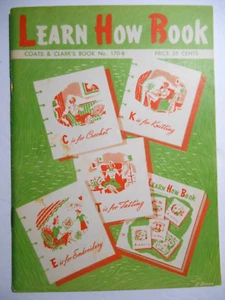 LEARN HOW BOOK
COATS & CLARK'S BOOK No. 170-B
PRICE 29 CENTS
C is for Crochet
K is for Knitting
E is for Embroidery
T is for Tatting
LEARN HOW BOOK